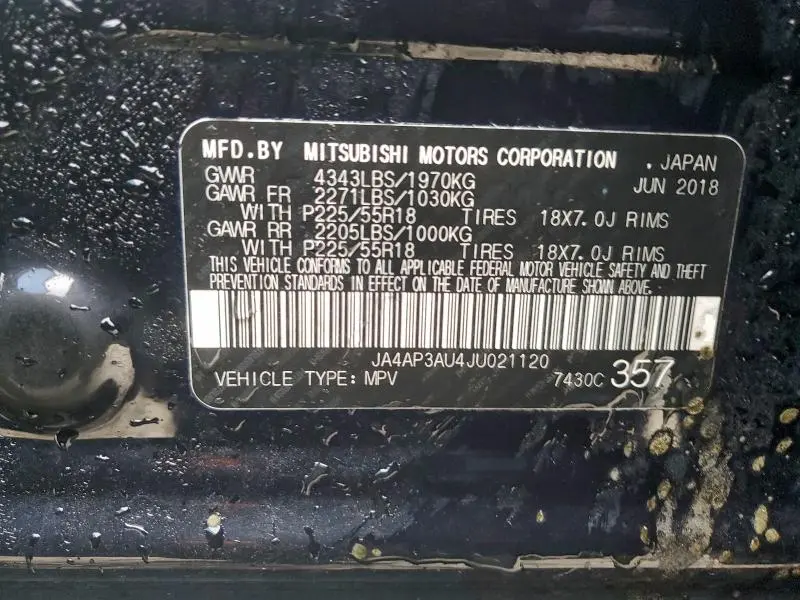 MFD.BY MITSUBISHI MOTORS CORPORATION . JAPAN
GVWR 4343LBS/1970KG JUN 2018
GAWR FR 2271LBS/1030KG
WITH P225/55R18 TIRES 18X7.0J RIMS
GAWR RR 2205LBS/1000KG
WITH P225/55R18 TIRES 18X7.0J RIMS
THIS VEHICLE CONFORMS TO ALL APPLICABLE FEDERAL MOTOR VEHICLE SAFETY AND THEFT
PREVENTION STANDARDS IN EFFECT ON THE DATE OF MANUFACTURE SHOWN ABOVE.
JA4AP3AU4JU021120
VEHICLE TYPE: MPV 7430C 357